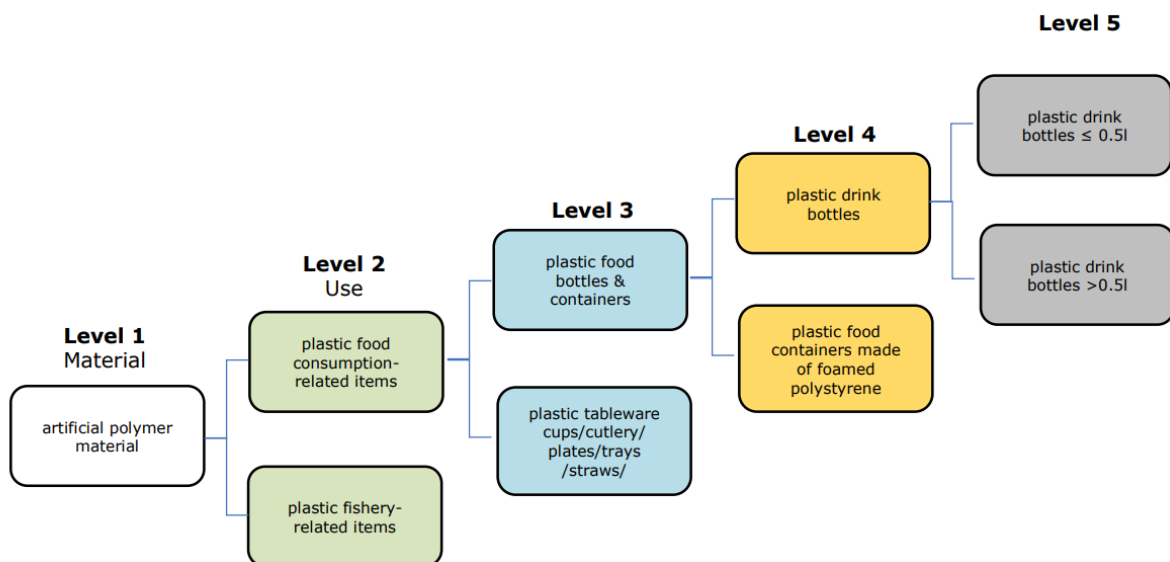 Level 1
Material
artificial polymer
material
Level 2
Use
plastic food
consumption-
related items
plastic fishery-
related items
Level 3
plastic food
bottles &
containers
plastic tableware
cups/cutlery/
plates/trays
/straws/
Level 4
plastic drink
bottles
plastic food
containers made
of foamed
polystyrene
Level 5
plastic drink
bottles ≤ 0.5l
plastic drink
bottles >0.5l